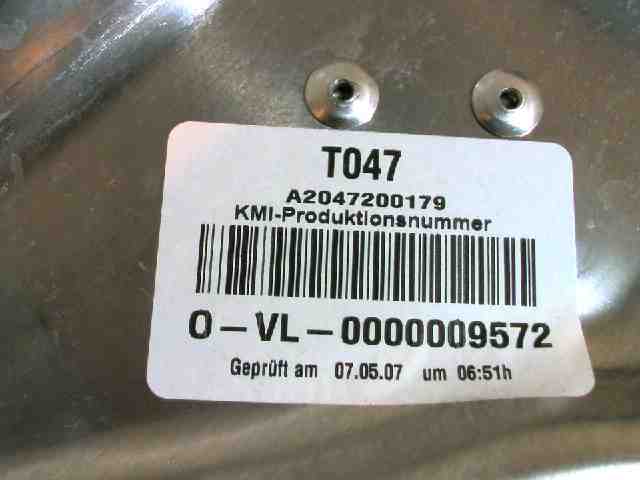 T047
A2047200179
KMI-Produktionsnummer
O-VL-0000009572
Geprüft am 07.05.07 um 06:51h